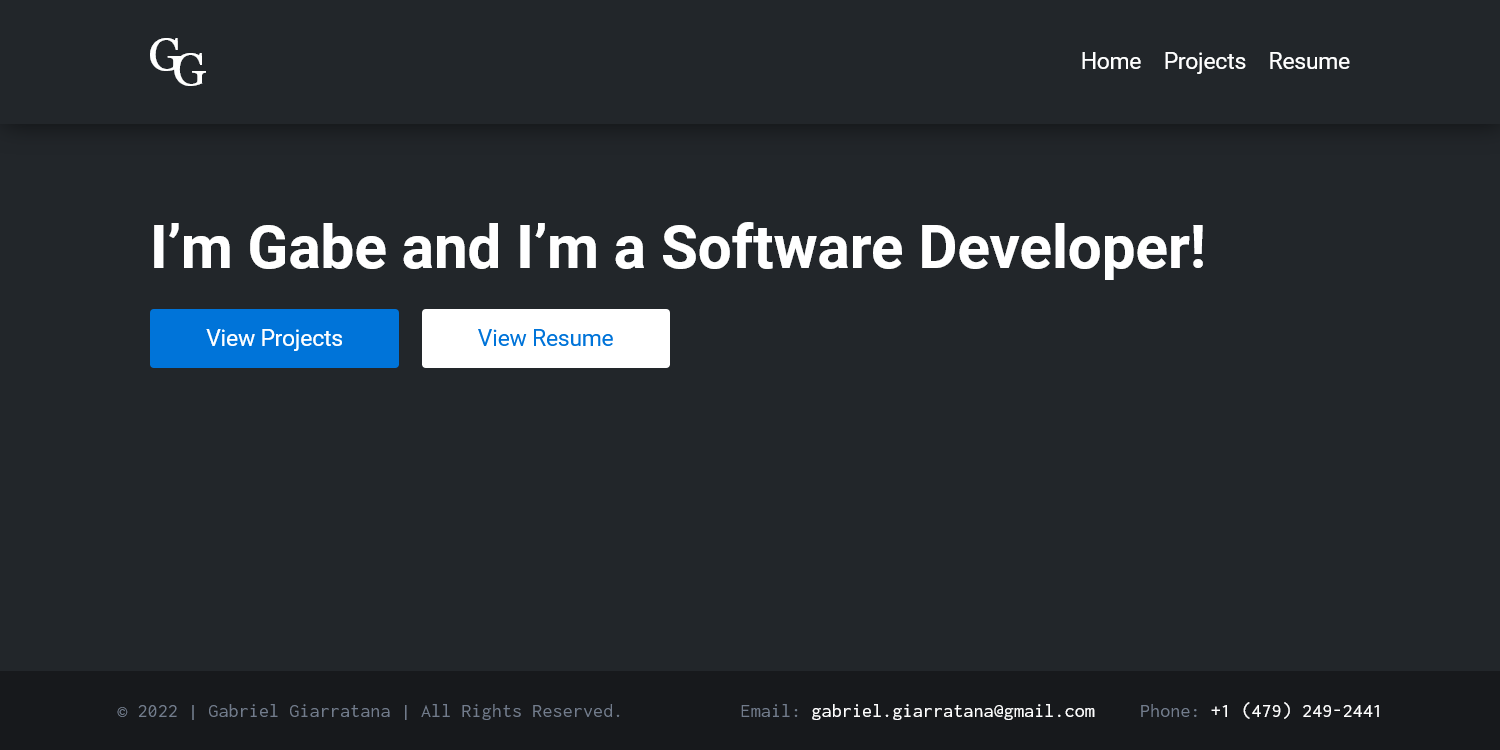 GG
Home Projects Resume
I’m Gabe and I’m a Software Developer!
View Projects View Resume
© 2022 | Gabriel Giarratana | All Rights Reserved. Email: gabriel.giarratana@gmail.com Phone: +1 (479) 249-2441